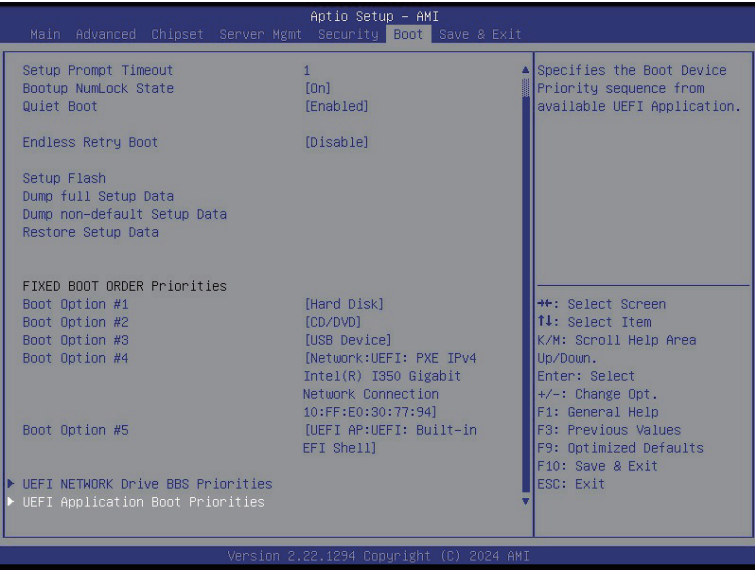 Aptio Setup – AMI
Main Advanced Chipset Server Mgmt Security Boot Save & Exit
Setup Prompt Timeout 1
Bootup NumLock State [On]
Quiet Boot [Enabled]
Endless Retry Boot [Disable]
Setup Flash
Dump full Setup Data
Dump non-default Setup Data
Restore Setup Data
FIXED BOOT ORDER Priorities
Boot Option #1 [Hard Disk]
Boot Option #2 [CD/DVD]
Boot Option #3 [USB Device]
Boot Option #4 [Network:UEFI: PXE IPv4
Intel(R) I350 Gigabit
Network Connection
10:FF:E0:30:77:94]
Boot Option #5 [UEFI AP:UEFI: Built-in
EFI Shell]
UEFI NETWORK Drive BBS Priorities
UEFI Application Boot Priorities
Specifies the Boot Device
Priority sequence from
available UEFI Application.
→←: Select Screen
↑↓: Select Item
K/M: Scroll Help Area
Up/Down.
Enter: Select
+/-: Change Opt.
F1: General Help
F3: Previous Values
F9: Optimized Defaults
F10: Save & Exit
ESC: Exit
Version 2.22.1294 Copyright (C) 2024 AMI